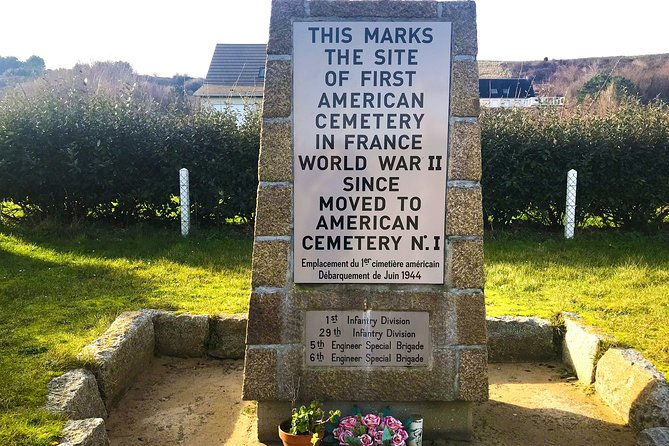 THIS MARKS
THE SITE
OF FIRST
AMERICAN
CEMETERY
IN FRANCE
WORLD WAR II
SINCE
MOVED TO
AMERICAN
CEMETERY N.I
Emplacement du 1er cimetière américain
Débarquement de Juin 1944
1st Infantry Division
29th Infantry Division
5th Engineer Special Brigade
6th Engineer Special Brigade